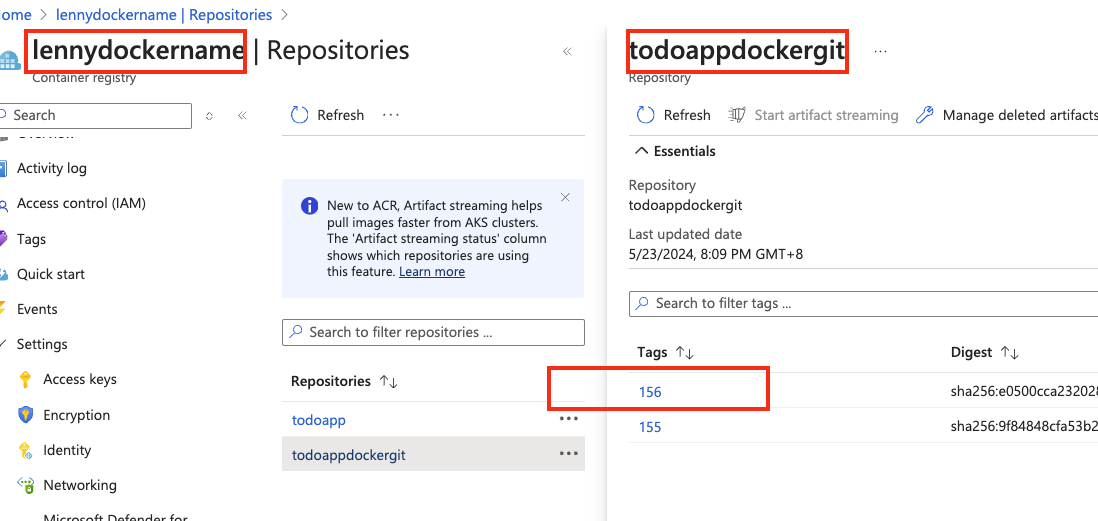 ome > lennydockername | Repositories >
lennydockername | Repositories
Container registry
Search
Overview
Activity log
Access control (IAM)
Tags
Quick start
Events
Settings
Access keys
Encryption
Identity
Networking
Microsoft Defender for
Refresh ...
New to ACR, Artifact streaming helps
pull images faster from AKS clusters.
The 'Artifact streaming status' column
shows which repositories are using
this feature. Learn more
Search to filter repositories ...
Repositories ↑↓
todoapp ...
todoappdockergit ...
todoappdockergit ...
Repository
Refresh Start artifact streaming Manage deleted artifacts
Essentials
Repository
todoappdockergit
Last updated date
5/23/2024, 8:09 PM GMT+8
Search to filter tags ...
Tags ↑↓ Digest ↑↓
156 sha256:e0500cca232028
155 sha256:9f84848cfa53b2